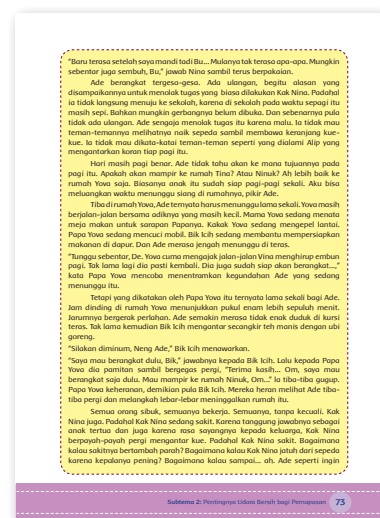 "Baru terasa setelah saya mandi tadi Bu... Mulanya tak terasa apa-apa. Mungkin
sebentar juga sembuh, Bu," jawab Nina sambil terus berpakaian.
Ade berangkat tergesa-gesa. Ada ulangan, begitu alasan yang
disampaikannya untuk menolak tugas yang biasa dilakukan Kak Nina. Padahal
ia tidak langsung menuju ke sekolah, karena di sekolah pada waktu sepagi itu
masih sepi. Bahkan mungkin gerbangnya belum dibuka. Dan sebenarnya pula
tidak ada ulangan. Ade sengaja menolak tugas itu karena malu. Ia tidak mau
teman-temannya melihatnya naik sepeda sambil membawa keranjang kue-
kue. Ia tidak mau dikata-katai teman-teman seperti yang dialami Alip yang
mengantarkan koran tiap pagi itu.
Hari masih pagi benar. Ade tidak tahu akan ke mana tujuannya pada
pagi itu. Apakah akan mampir ke rumah Tina? Atau Ninuk? Ah lebih baik ke
rumah Yova saja. Biasanya anak itu sudah siap pagi-pagi sekali. Aku bisa
meluangkan waktu menunggu siang di rumahnya, pikir Ade.
Tiba di rumah Yova, Ade ternyata harus menunggu lama sekali. Yova masih
berjalan-jalan bersama adiknya yang masih kecil. Mama Yova sedang menata
meja makan untuk sarapan Papanya. Kakak Yova sedang mengepel lantai.
Papa Yova sedang mencuci mobil. Bik Icih sedang membantu mempersiapkan
makanan di dapur. Dan Ade merasa jengah menunggu di teras.
"Tunggu sebentar, De. Yova cuma mengajak jalan-jalan Vina menghirup embun
pagi. Tak lama lagi dia pasti kembali. Dia juga sudah siap akan berangkat...,"
kata Papa Yova mencoba menentramkan kegundahan Ade yang sedang
menunggu itu.
Tetapi yang dikatakan oleh Papa Yova itu ternyata lama sekali bagi Ade.
Jam dinding di rumah Yova menunjukkan pukul enam lebih sepuluh menit.
Jarumnya bergerak perlahan. Ade semakin merasa tidak enak duduk di kursi
teras. Tak lama kemudian Bik Icih mengantar secangkir teh manis dengan ubi
goreng.
"Silakan diminum, Neng Ade," Bik Icih menawarkan.
"Saya mau berangkat dulu, Bik," jawabnya kepada Bik Icih. Lalu kepada Papa
Yova dia pamitan sambil bergegas pergi, "Terima kasih... Om, saya mau
berangkat saja dulu. Mau mampir ke rumah Ninuk, Om..." Ia tiba-tiba gugup.
Papa Yova keheranan, demikian pula Bik Icih. Mereka heran melihat Ade tiba-
tiba pergi dan melangkah lebar-lebar meninggalkan rumah itu.
Semua orang sibuk, semuanya bekerja. Semuanya, tanpa kecuali. Kak
Nina juga. Padahal Kak Nina sedang sakit. Karena tanggung jawabnya sebagai
anak tertua dan juga karena rasa sayangnya kepada keluarga, Kak Nina
berpayah-payah pergi mengantar kue. Padahal Kak Nina sakit. Bagaimana
kalau sakitnya bertambah parah? Bagaimana kalau Kak Nina jatuh dari sepeda
karena kepalanya pening? Bagaimana kalau sampai... ah. Ade seperti ingin
Subtema 2: Pentingnya Udara Bersih bagi Pernapasan 73